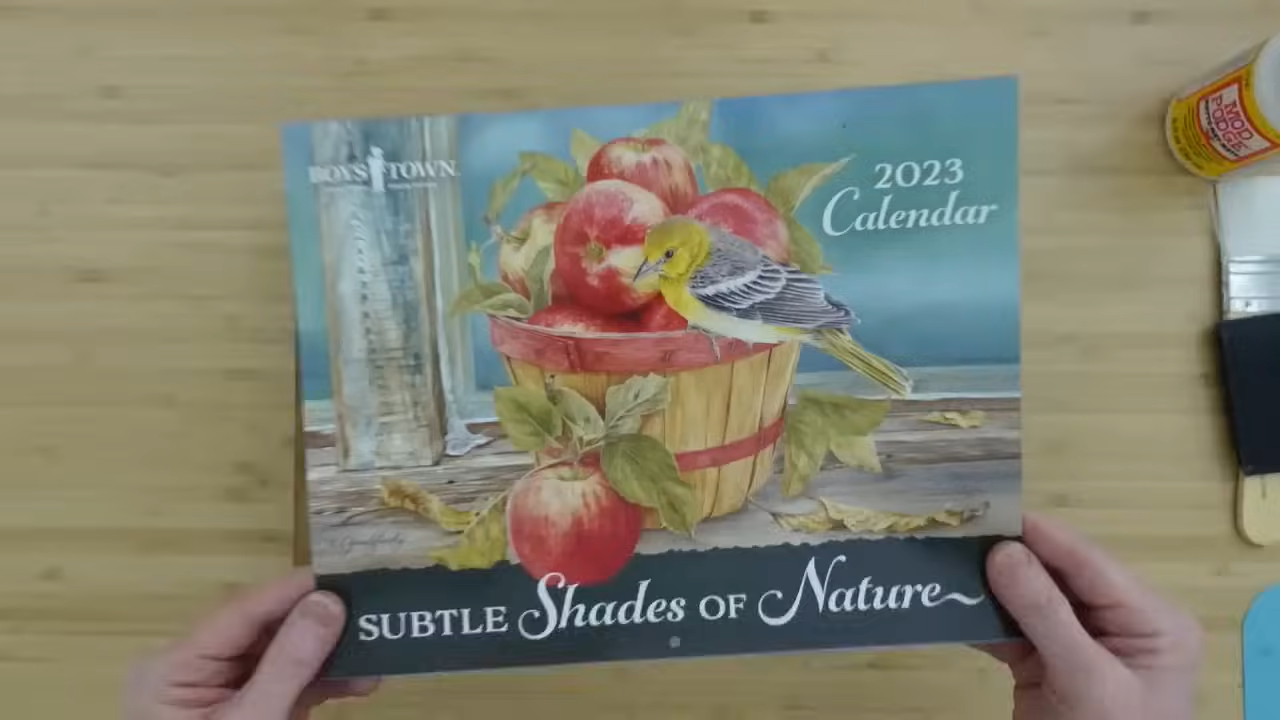 BOYS TOWN
2023
Calendar
SUBTLE Shades OF Nature
MOD
PODGE